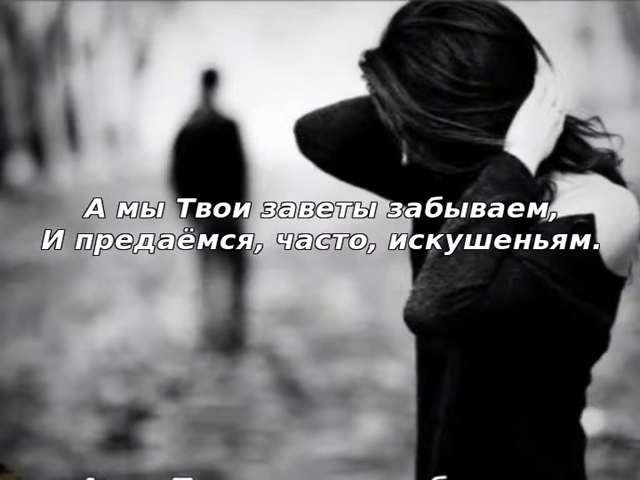 А мы Твои заветы забываем,
И предаёмся, часто, искушеньям.